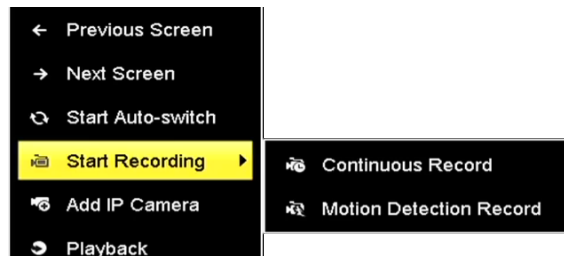 Previous Screen
Next Screen
Start Auto-switch
Start Recording
Continuous Record
Add IP Camera
Motion Detection Record
Playback